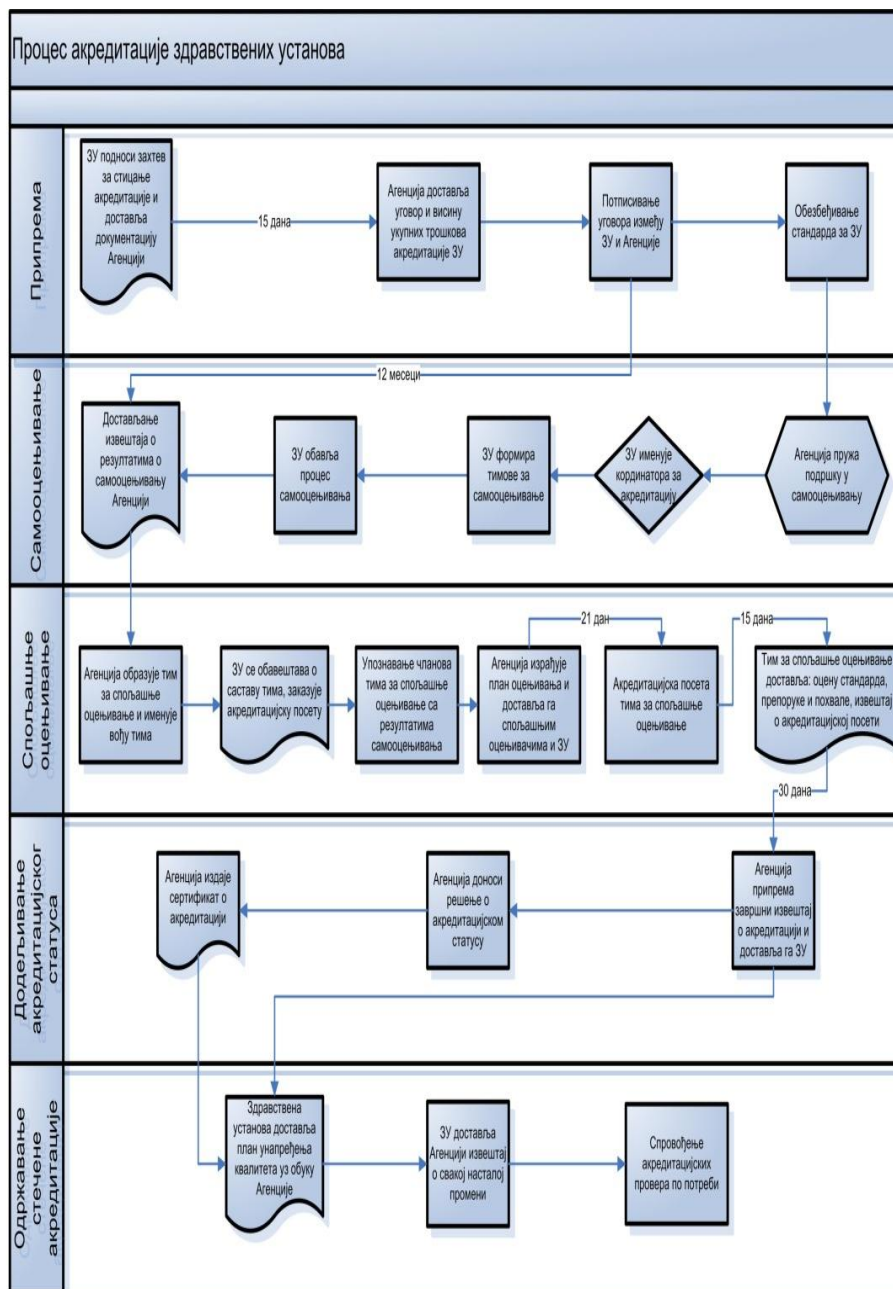 Процес акредитације здравствених установа
Припрема
ЗУ подноси захтев
за стицање
акредитације и
доставља
документацију
Агенцији
15 дана
Агенција доставља
уговор и висину
укупних трошкова
акредитације ЗУ
Потписивање
уговора између
ЗУ и Агенције
Обезбеђивање
стандарда за ЗУ
Самооцењивање
12 месеци
Достављање
извештаја о
резултатима о
самооцењивању
Агенцији
ЗУ обавља
процес
самооцењивања
ЗУ формира
тимове за
самооцењивање
ЗУ именује
кординатора за
акредитацију
Агенција пружа
подршку у
самооцењивању
Спољашње
оцењивање
Агенција образује тим
за спољашње
оцењивање и именује
вођу тима
ЗУ се обавештава о
саставу тима, заказује
акредитацијску посету
Упознавање чланова
тима за спољашње
оцењивање са
резултатима
самооцењивања
Агенција израђује
план оцењивања и
доставља га
спољашњим
оцењивачима и ЗУ
21 дан
Акредитацијска посета
тима за спољашње
оцењивање
15 дана
Тим за спољашње оцењивање
доставља: оцену стандарда,
препоруке и похвале, извештај
о акредитацијској посети
30 дана
Додељивање
акредитацијског
статуса
Агенција издаје
сертификат о
акредитацији
Агенција доноси
решење о
акредитацијском
статусу
Агенција
припрема
завршни извештај
о акредитацији и
доставља га ЗУ
Одржавање
стечене
акредитације
Здравствена
установа доставља
план унапређења
квалитета уз обуку
Агенције
ЗУ доставља
Агенцији извештај
о свакој насталој
промени
Спровођење
акредитацијских
провера по потреби